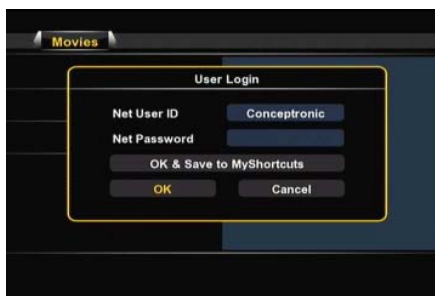 Movies
User Login
Net User ID Conceptronic
Net Password
OK & Save to MyShortcuts
OK Cancel